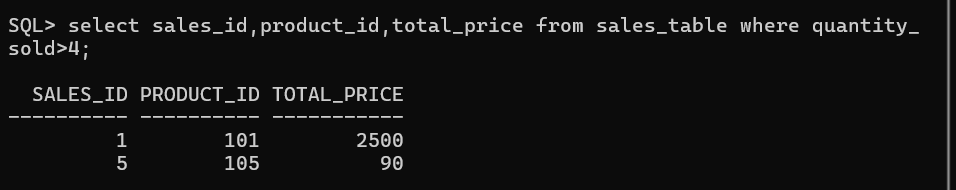 SQL> select sales_id,product_id,total_price from sales_table where quantity_
sold>4;
  SALES_ID PRODUCT_ID TOTAL_PRICE
---------- ---------- -----------
         1        101        2500
         5        105          90